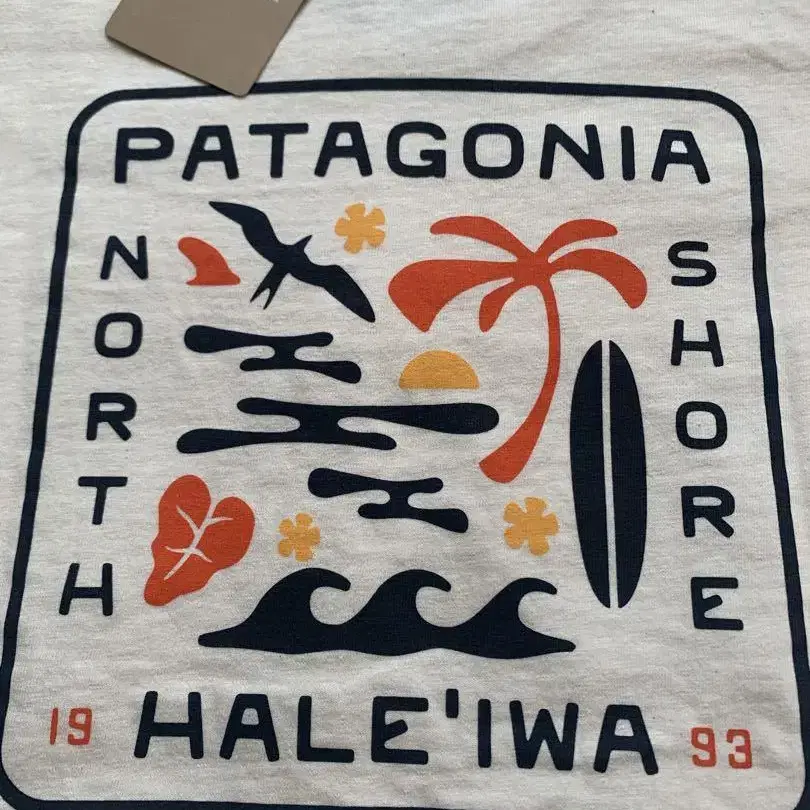 PATAGONIA
NORTH
SHORE
19 HALE'IWA 93